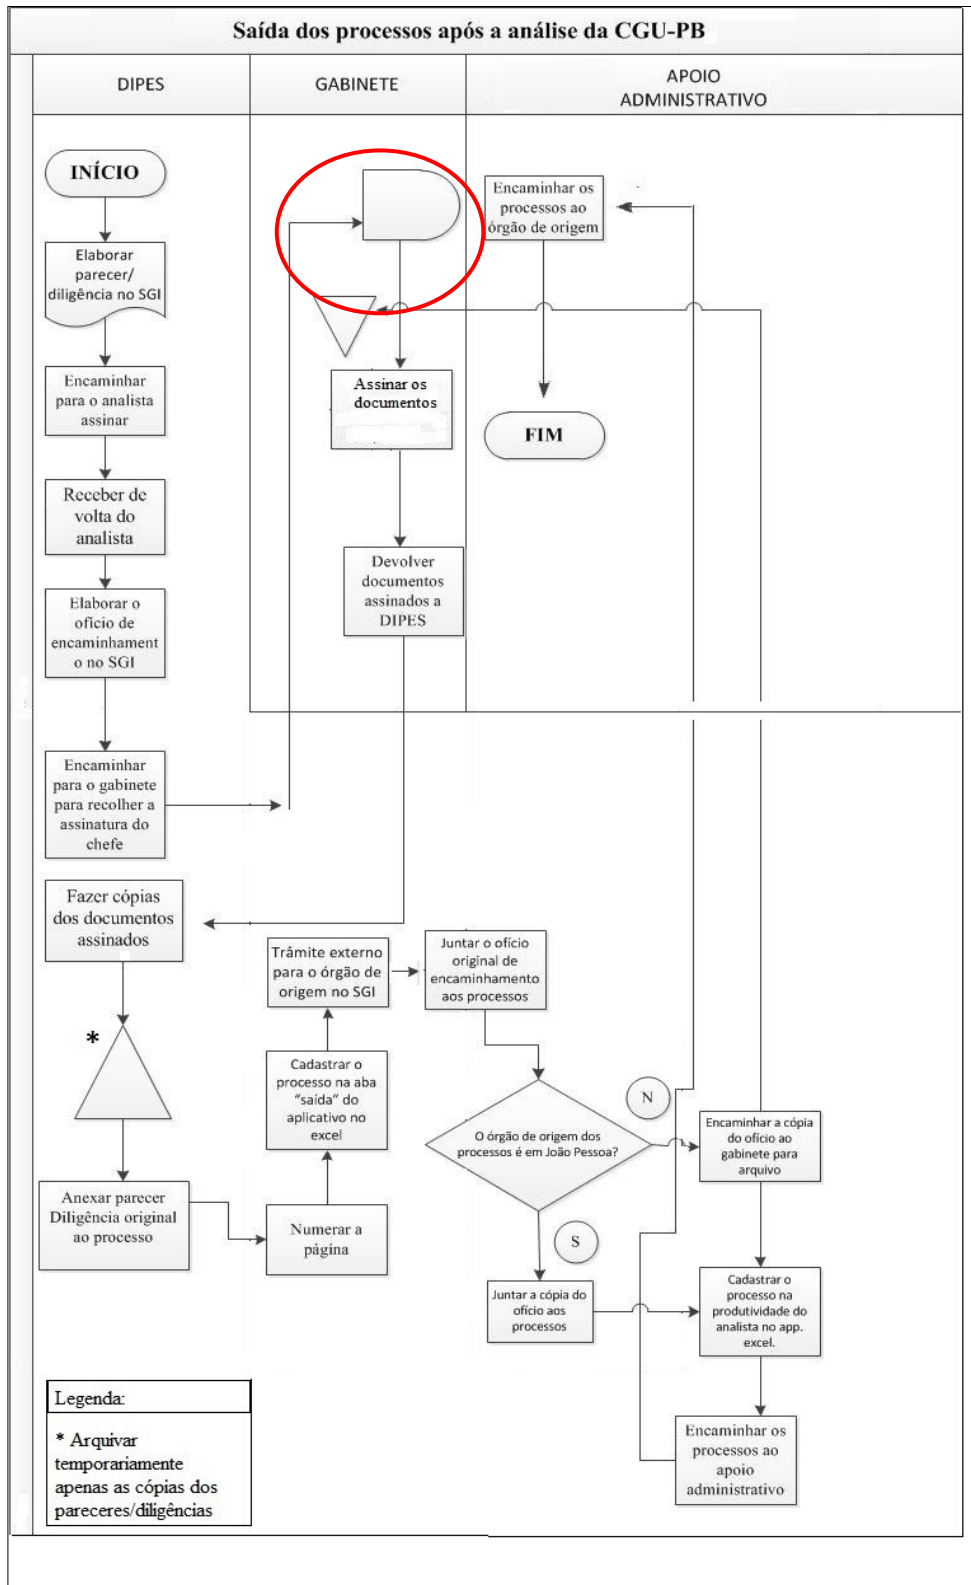 Saída dos processos após a análise da CGU-PB
DIPES
GABINETE
APOIO
ADMINISTRATIVO
INÍCIO
Elaborar
parecer/
diligência no SGI
Encaminhar
para o analista
assinar
Receber de
volta do
analista
Elaborar o
ofício de
encaminhament
o no SGI
Encaminhar
para o gabinete
para recolher a
assinatura do
chefe
Assinar os
documentos
Devolver
documentos
assinados a
DIPES
Encaminhar os
processos ao
órgão de origem
FIM
Fazer cópias
dos documentos
assinados
*
Anexar parecer
Diligência original
ao processo
Numerar a
página
Cadastrar o
processo na aba
“saída” do
aplicativo no
excel
Trâmite externo
para o órgão de
origem no SGI
Juntar o ofício
original de
encaminhamento
aos processos
O órgão de origem dos
processos é em João Pessoa?
N
S
Encaminhar a cópia
do ofício ao
gabinete para
arquivo
Juntar a cópia do
ofício aos
processos
Cadastrar o
processo na
produtividade do
analista no app.
excel.
Encaminhar os
processos ao
apoio
administrativo
Legenda:
* Arquivar
temporariamente
apenas as cópias dos
pareceres/diligências